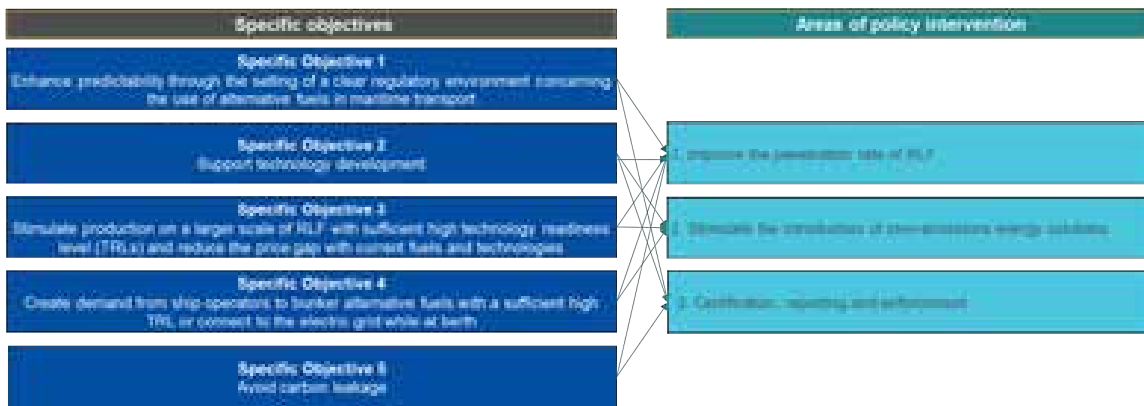 Specific objectives
Areas of policy intervention
Specific Objective 1
Enhance predictability through the setting of a clear regulatory environment concerning
the use of alternative fuels in maritime transport
Specific Objective 2
Support technology development
Specific Objective 3
Stimulate production on a larger scale of RLF with sufficient high technology readiness
level (TRLs) and reduce the price gap with current fuels and technologies
Specific Objective 4
Create demand from ship operators to bunker alternative fuels with a sufficient high
TRL or connect to the electric grid while at berth
Specific Objective 5
Avoid carbon leakage
1. Improve the penetration rate of RLF
2. Stimulate the introduction of zero-emissions energy solutions
3. Certification, reporting and enforcement